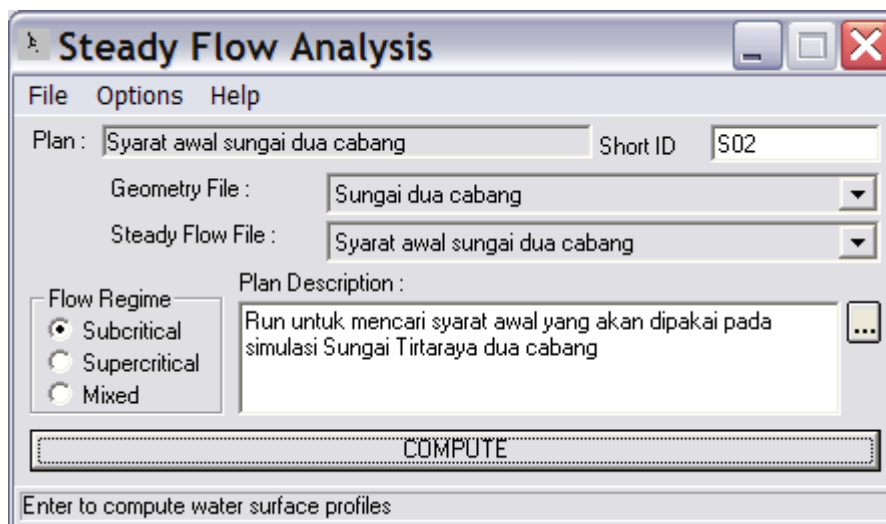 Steady Flow Analysis
File Options Help
Plan : Syarat awal sungai dua cabang Short ID S02
Geometry File : Sungai dua cabang
Steady Flow File : Syarat awal sungai dua cabang
Plan Description :
Flow Regime
Subcritical
Supercritical
Mixed
Run untuk mencari syarat awal yang akan dipakai pada
simulasi Sungai Tirtaraya dua cabang
...
COMPUTE
Enter to compute water surface profiles